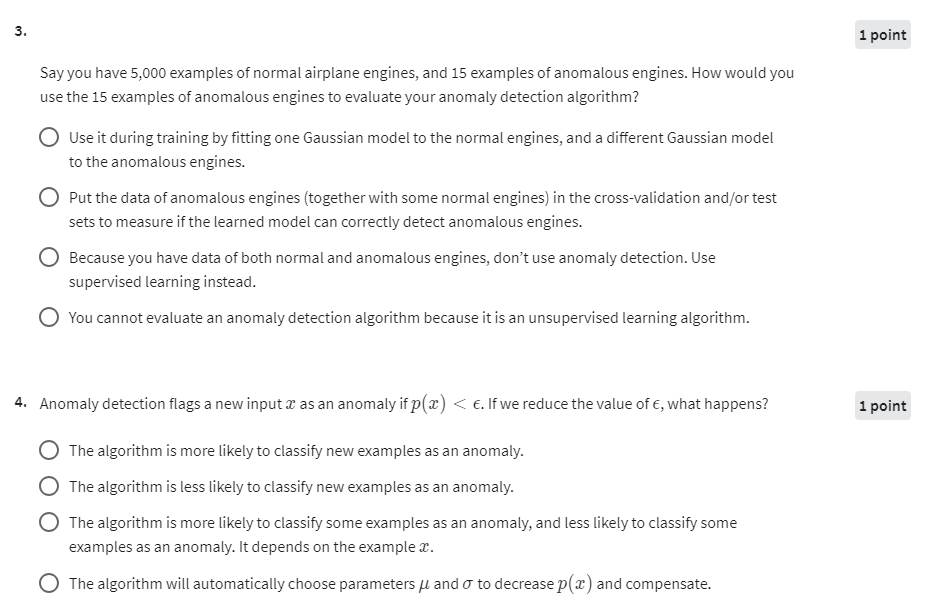 3.
1 point
Say you have 5,000 examples of normal airplane engines, and 15 examples of anomalous engines. How would you
use the 15 examples of anomalous engines to evaluate your anomaly detection algorithm?
Use it during training by fitting one Gaussian model to the normal engines, and a different Gaussian model
to the anomalous engines.
Put the data of anomalous engines (together with some normal engines) in the cross-validation and/or test
sets to measure if the learned model can correctly detect anomalous engines.
Because you have data of both normal and anomalous engines, don’t use anomaly detection. Use
supervised learning instead.
You cannot evaluate an anomaly detection algorithm because it is an unsupervised learning algorithm.
4. Anomaly detection flags a new input x as an anomaly if p(x) < ϵ. If we reduce the value of ϵ, what happens?
1 point
The algorithm is more likely to classify new examples as an anomaly.
The algorithm is less likely to classify new examples as an anomaly.
The algorithm is more likely to classify some examples as an anomaly, and less likely to classify some
examples as an anomaly. It depends on the example x.
The algorithm will automatically choose parameters μ and σ to decrease p(x) and compensate.